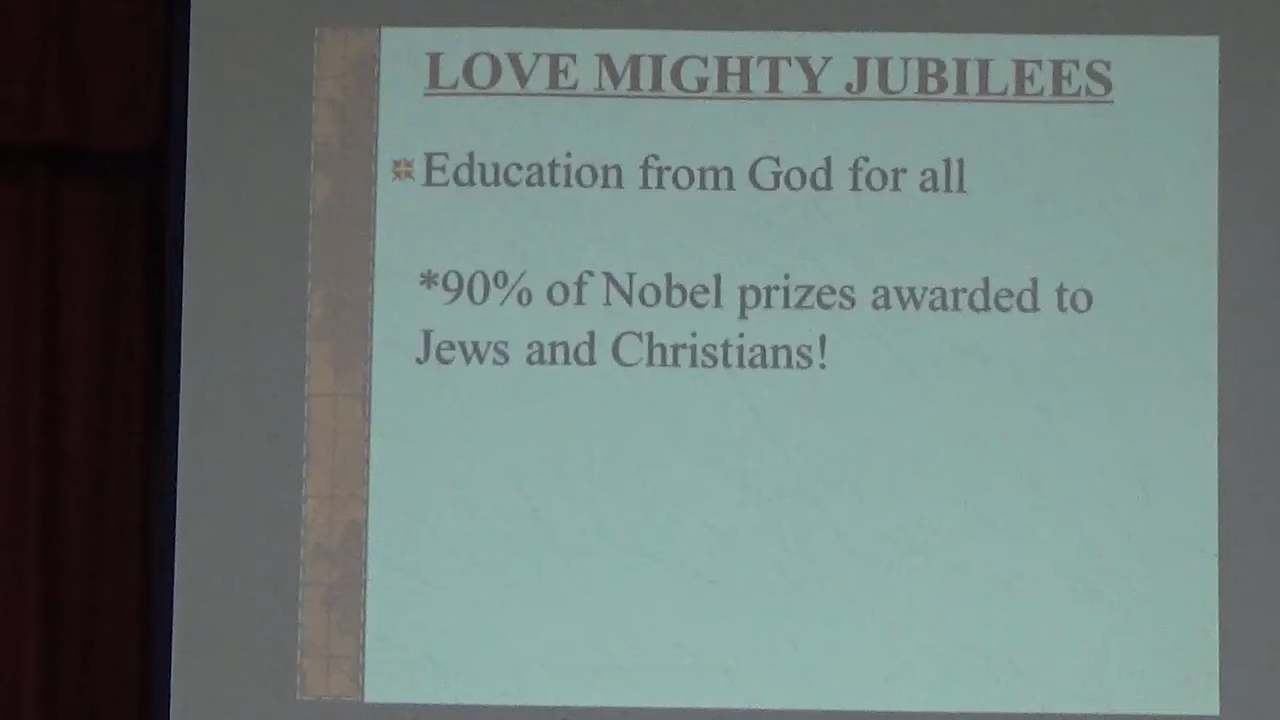 LOVE MIGHTY JUBILEES
Education from God for all
*90% of Nobel prizes awarded to
Jews and Christians!